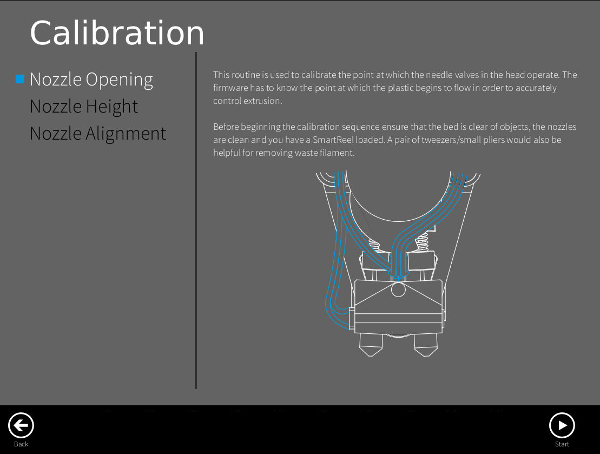 Calibration
Nozzle Opening
Nozzle Height
Nozzle Alignment
This routine is used to calibrate the point at which the needle valves in the head operate. The
firmware has to know the point at which the plastic begins to flow in order to accurately
control extrusion.
Before beginning the calibration sequence ensure that the bed is clear of objects, the nozzles
are clean and you have a SmartReel loaded. A pair of tweezers/small pliers would also be
helpful for removing waste filament.
Back
Start